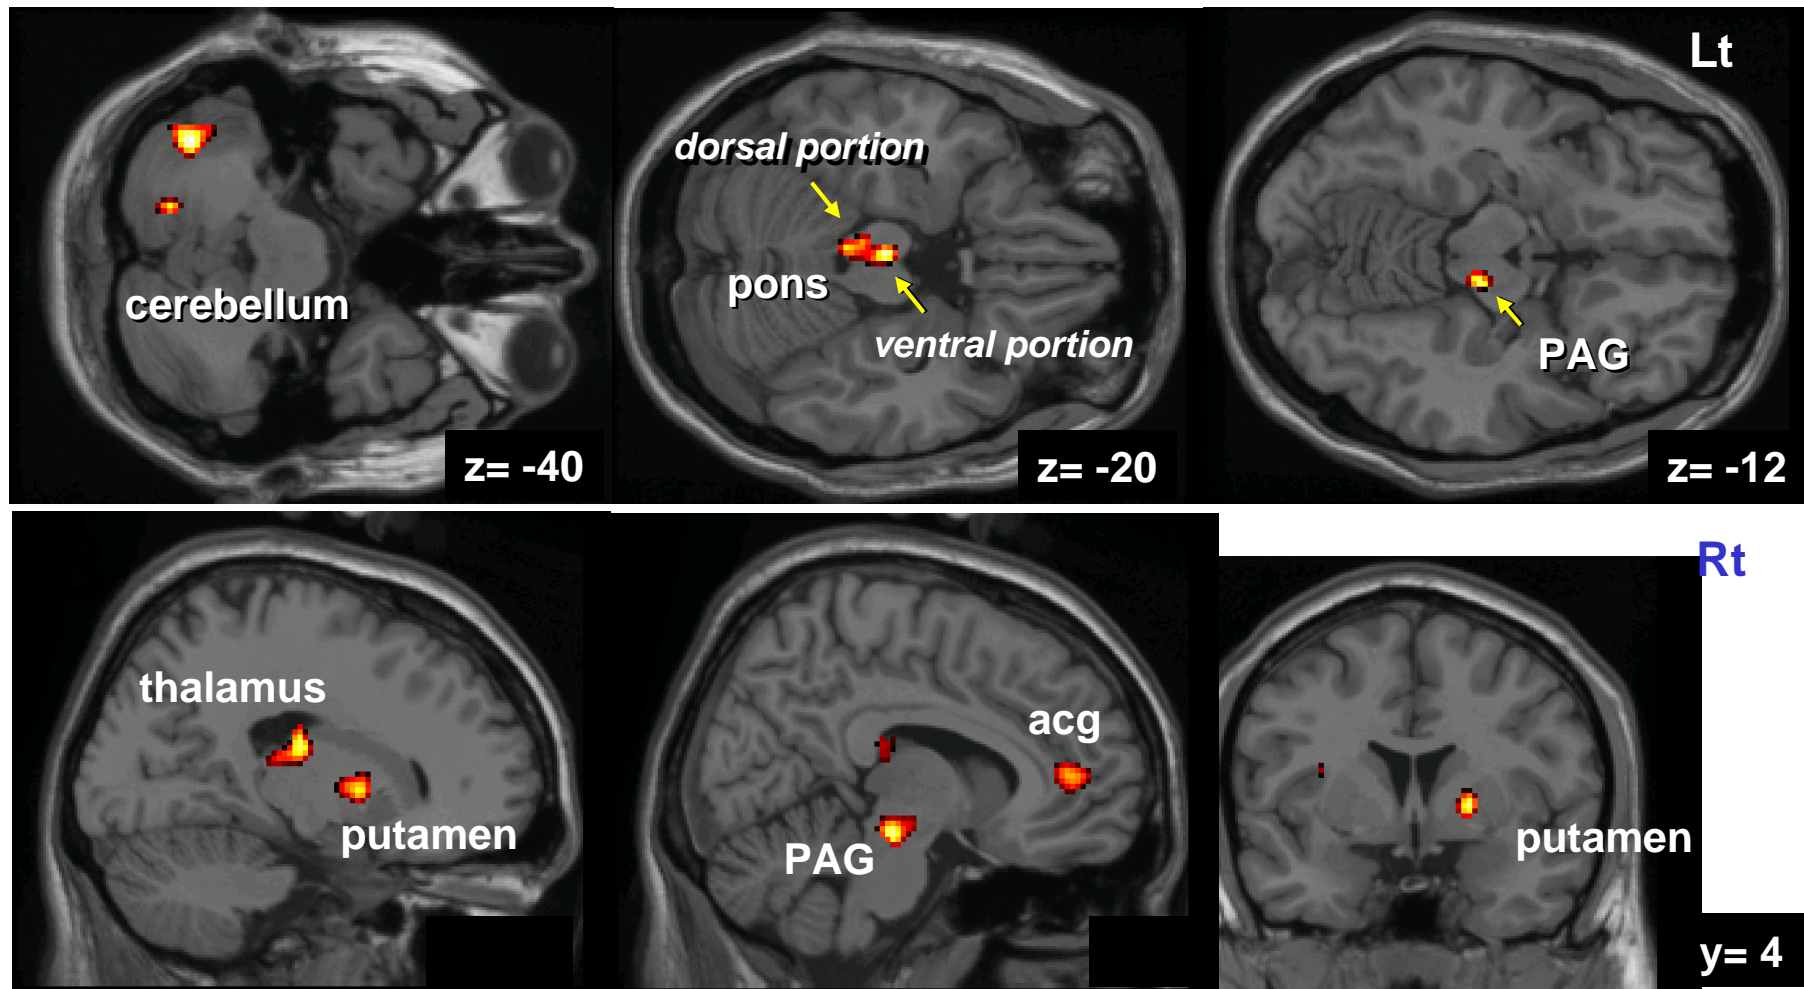 Lt
dorsal portion
pons
cerebellum
ventral portion
PAG
z= -40
z= -20
z= -12
Rt
thalamus
acg
putamen
PAG
putamen
y= 4